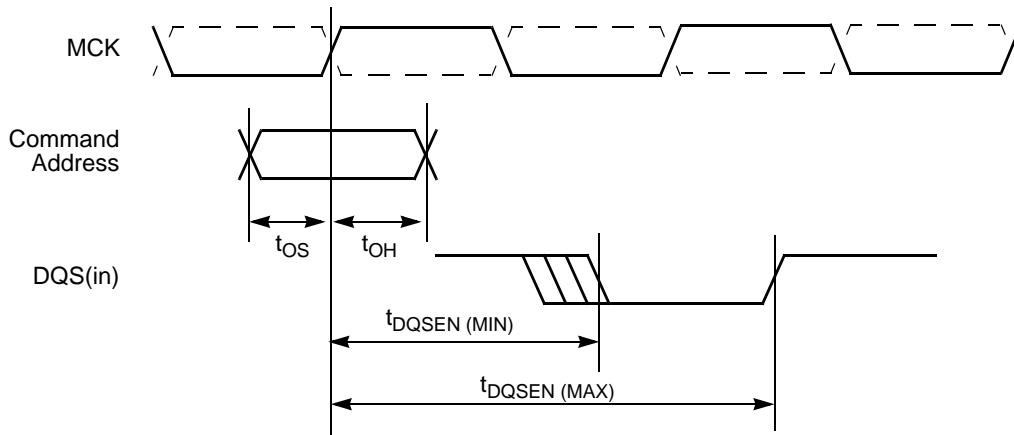 MCK
Command
Address
tOS
tOH
DQS(in)
tDQSEN (MIN)
tDQSEN (MAX)